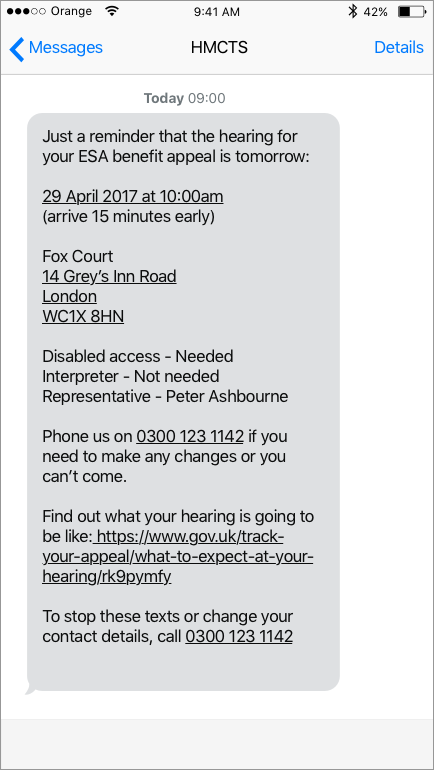 Orange 9:41 AM 42%
Messages HMCTS Details
Today 09:00
Just a reminder that the hearing for
your ESA benefit appeal is tomorrow:
29 April 2017 at 10:00am
(arrive 15 minutes early)
Fox Court
14 Grey’s Inn Road
London
WC1X 8HN
Disabled access - Needed
Interpreter - Not needed
Representative - Peter Ashbourne
Phone us on 0300 123 1142 if you
need to make any changes or you
can’t come.
Find out what your hearing is going to
be like: https://www.gov.uk/track-
your-appeal/what-to-expect-at-your-
hearing/rk9pymfy
To stop these texts or change your
contact details, call 0300 123 1142